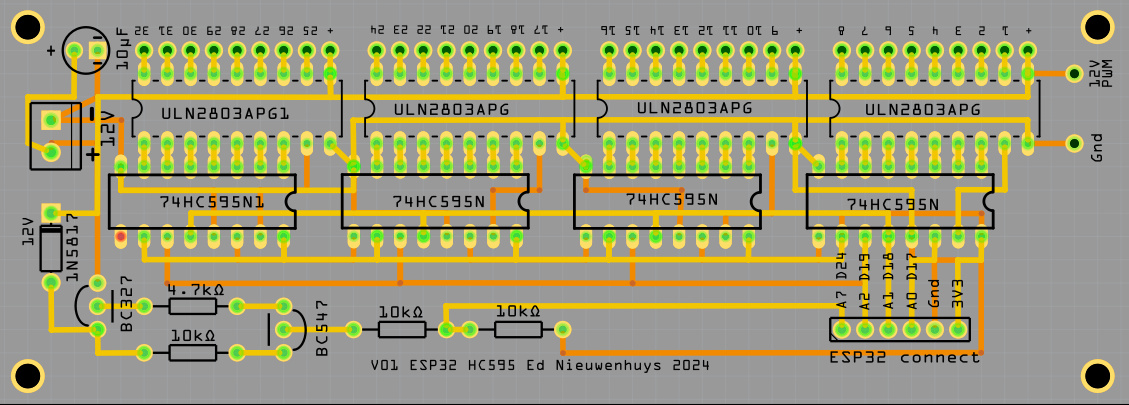 32 31 30 29 28 27 26 25 + 24 23 22 21 20 19 18 17 + 16 15 14 13 12 11 10 9 + 8 7 6 5 4 3 2 1 +
+ - 10µF
12V PWM
ULN2803APG1 ULN2803APG ULN2803APG ULN2803APG
- 12V +
Gnd
74HC595N1 74HC595N 74HC595N 74HC595N
12V 1N5817
A7 D24
A2 D19
A1 D18
A0 D17
Gnd
3V3
BC327
4.7kΩ
BC547
10kΩ 10kΩ
10kΩ
ESP32 connect
V01 ESP32 HC595 Ed Nieuwenhuys 2024